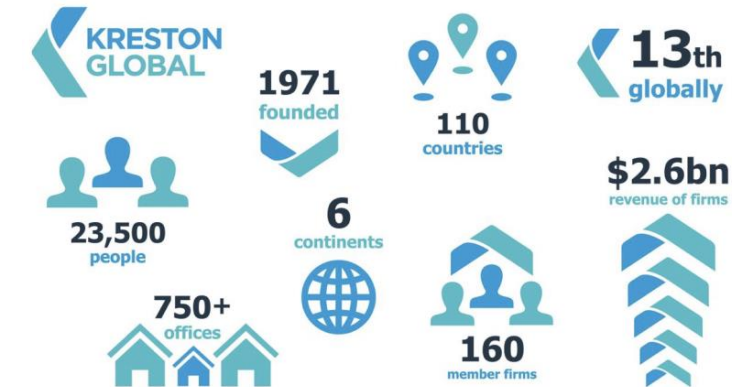 KRESTON
GLOBAL
1971
founded
110
countries
13th
globally
23,500
people
6
continents
$2.6bn
revenue of firms
750+
offices
160
member firms